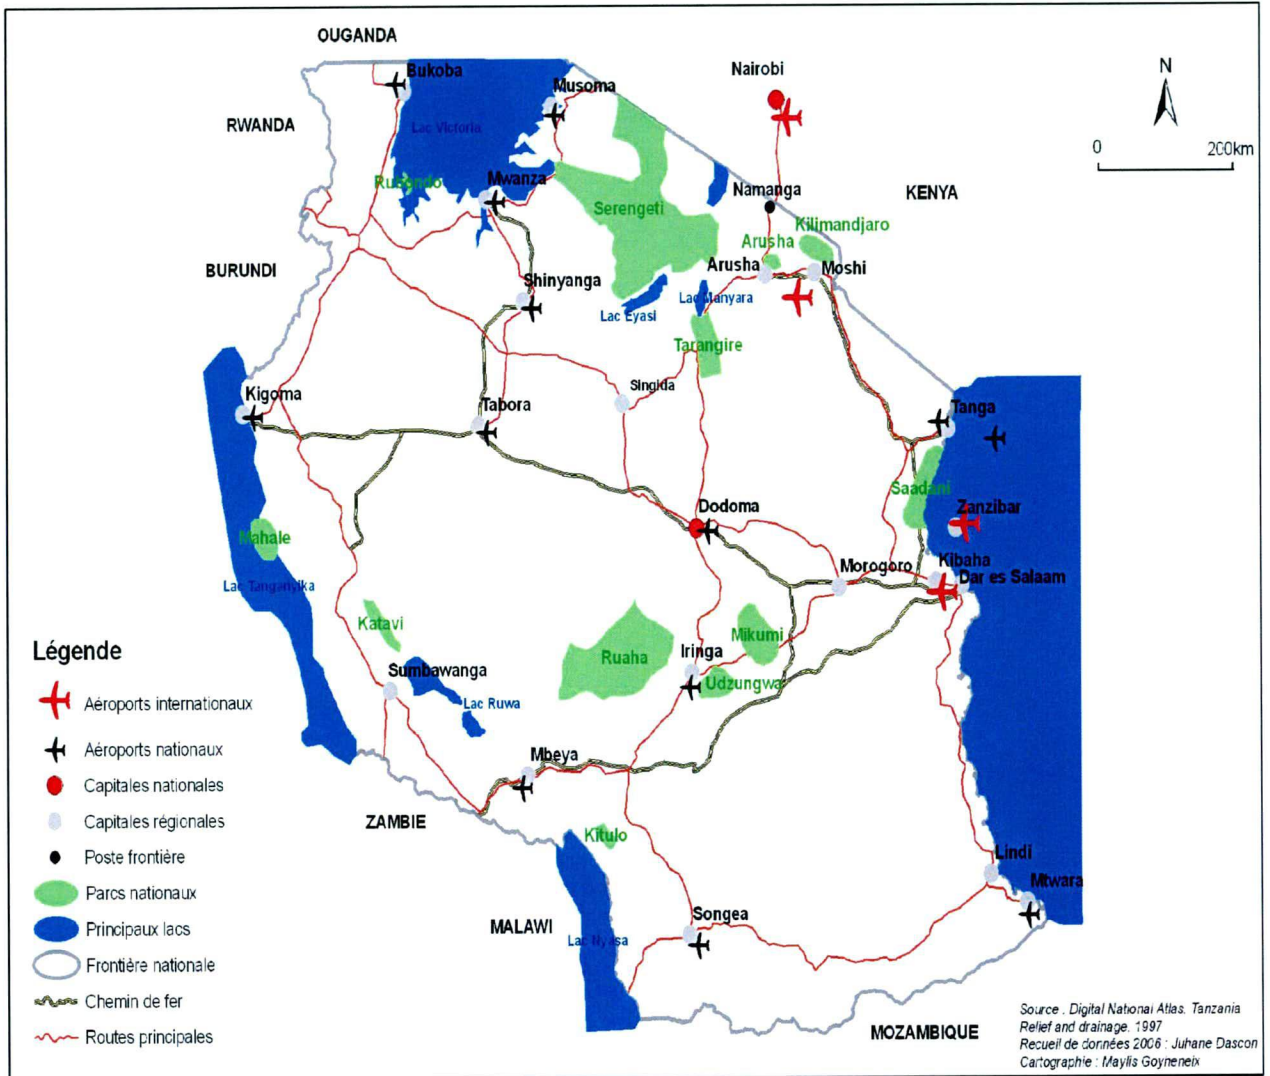 OUGANDA
Bukoba
Musoma
Nairobi
N
RWANDA
Lac Victoria
0 200km
Rubondo
Mwanza
Serengeti
Namanga
KENYA
Kilimandjaro
Arusha
BURUNDI
Arusha
Moshi
Shinyanga
Lac Manyara
Lac Eyasi
Tarangire
Kigoma
Singida
Tabora
Tanga
Saadani
Dodoma
Zanzibar
Mahale
Morogoro
Kibaha
Dar es Salaam
Lac Tanganyika
Katavi
Mikumi
Ruaha
Iringa
Udzungwa
Sumbawanga
Lac Ruwa
Mbeya
ZAMBIE
Kitulo
Lindi
Mtwara
MALAWI
Songea
Lac Nyasa
MOZAMBIQUE
Légende
Aéroports internationaux
Aéroports nationaux
Capitales nationales
Capitales régionales
Poste frontière
Parcs nationaux
Principaux lacs
Frontière nationale
Chemin de fer
Routes principales
Source : Digital National Atlas. Tanzania
Relief and drainage. 1997
Recueil de données 2006 : Juhane Dascon
Cartographie : Maylis Goyneneix